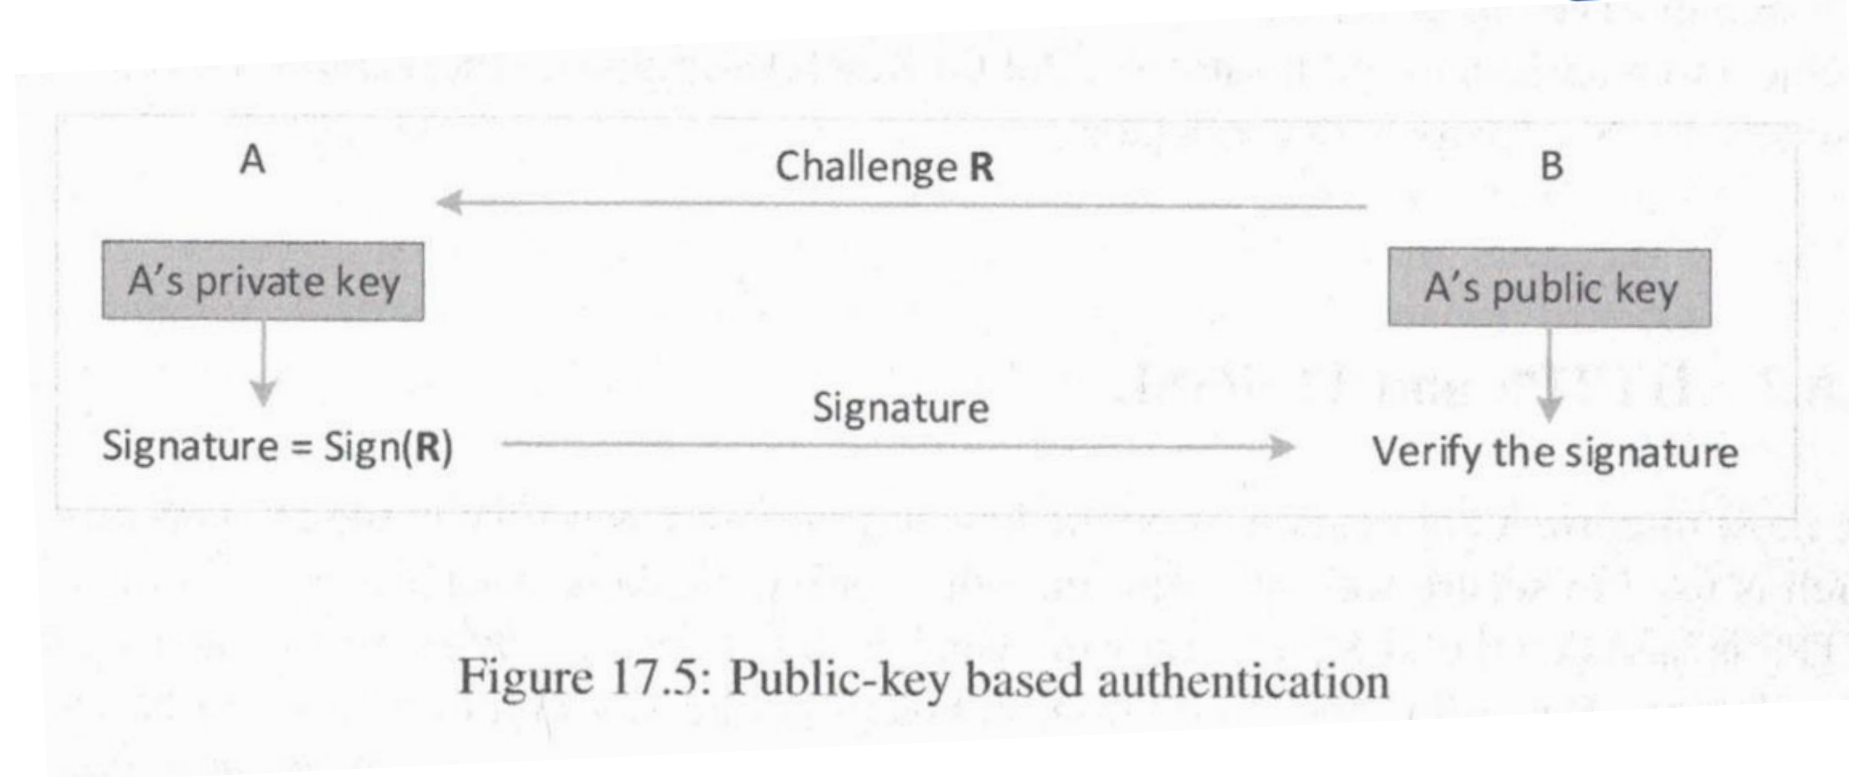 A
Challenge R
B
A's private key
A's public key
Signature
Signature = Sign(R)
Verify the signature
Figure 17.5: Public-key based authentication